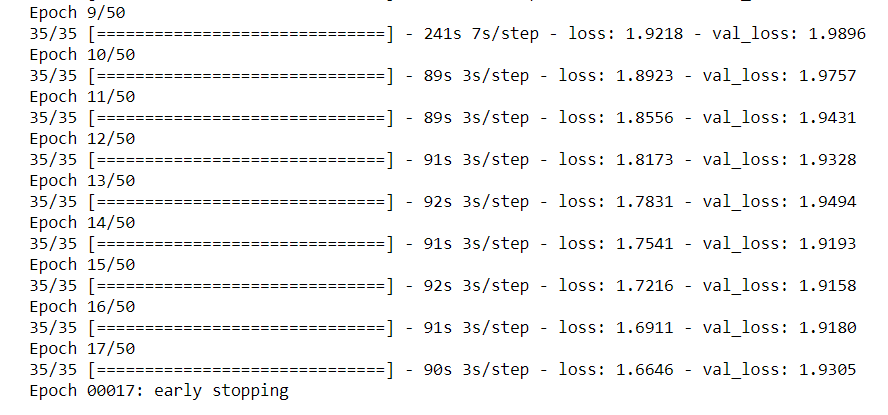 Epoch 9/50
35/35 [==============================] - 241s 7s/step - loss: 1.9218 - val_loss: 1.9896
Epoch 10/50
35/35 [==============================] - 89s 3s/step - loss: 1.8923 - val_loss: 1.9757
Epoch 11/50
35/35 [==============================] - 89s 3s/step - loss: 1.8556 - val_loss: 1.9431
Epoch 12/50
35/35 [==============================] - 91s 3s/step - loss: 1.8173 - val_loss: 1.9328
Epoch 13/50
35/35 [==============================] - 92s 3s/step - loss: 1.7831 - val_loss: 1.9494
Epoch 14/50
35/35 [==============================] - 91s 3s/step - loss: 1.7541 - val_loss: 1.9193
Epoch 15/50
35/35 [==============================] - 92s 3s/step - loss: 1.7216 - val_loss: 1.9158
Epoch 16/50
35/35 [==============================] - 91s 3s/step - loss: 1.6911 - val_loss: 1.9180
Epoch 17/50
35/35 [==============================] - 90s 3s/step - loss: 1.6646 - val_loss: 1.9305
Epoch 00017: early stopping